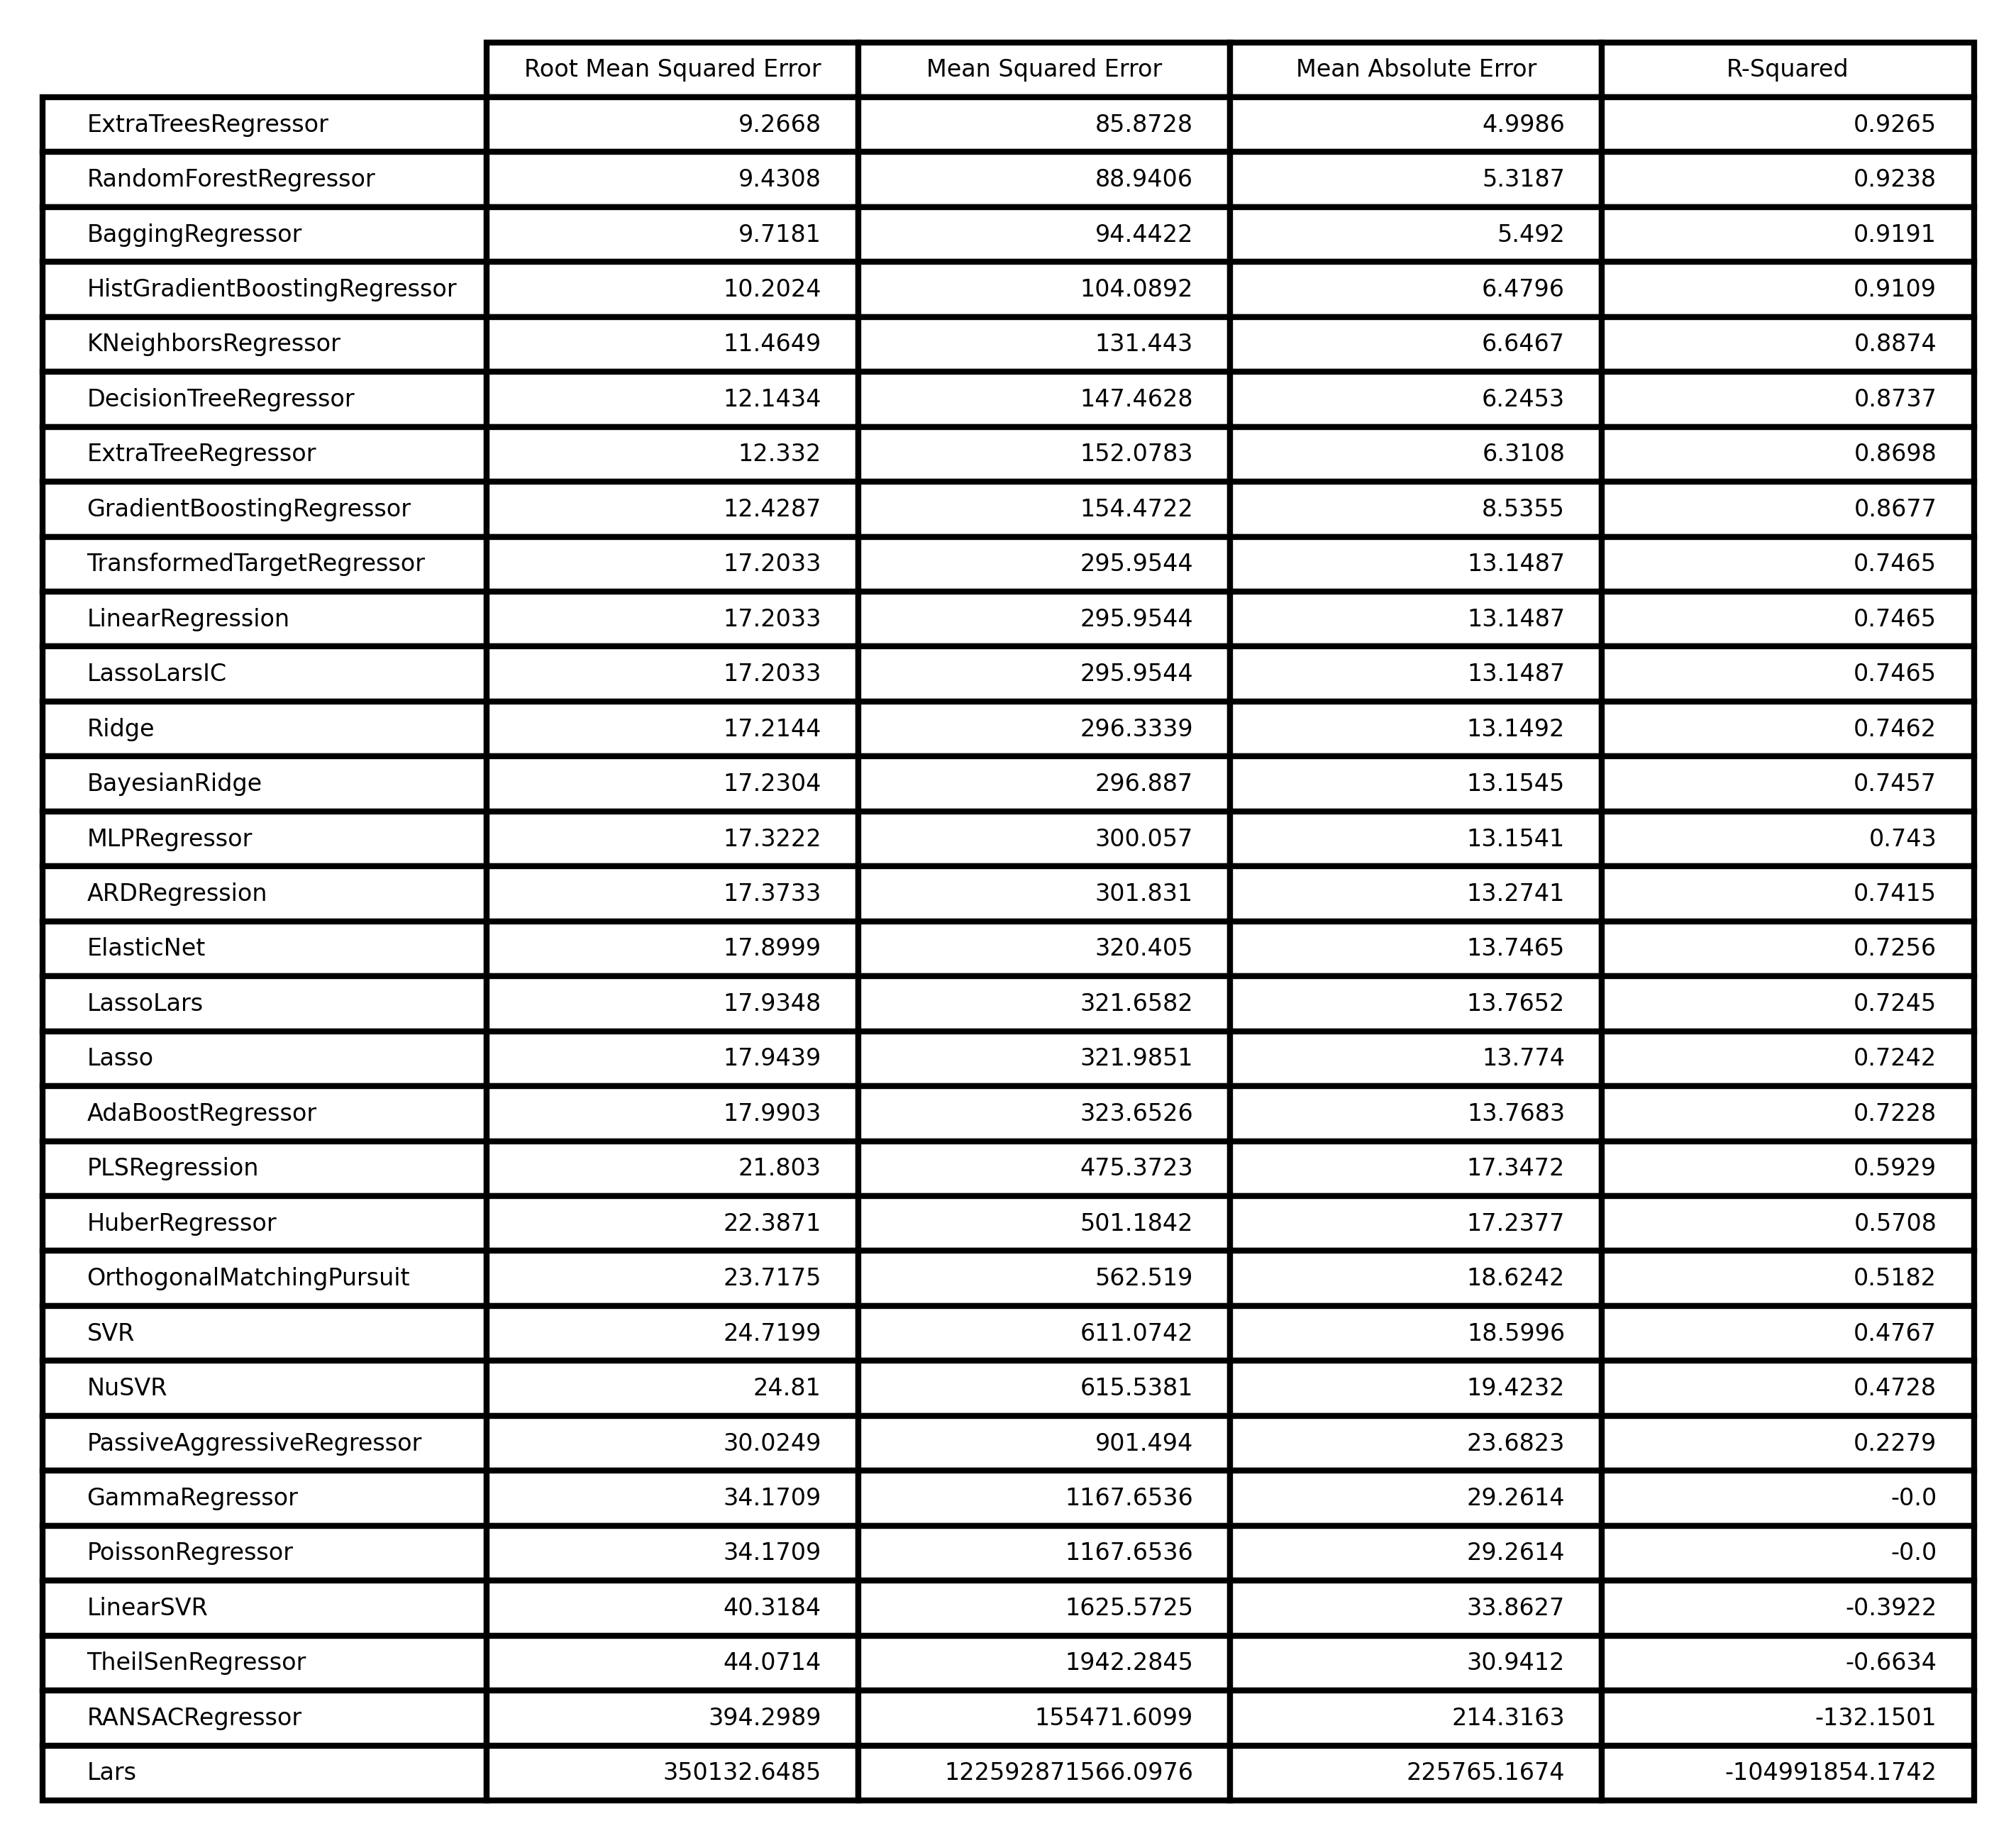 Root Mean Squared Error Mean Squared Error Mean Absolute Error R-Squared
ExtraTreesRegressor 9.2668 85.8728 4.9986 0.9265
RandomForestRegressor 9.4308 88.9406 5.3187 0.9238
BaggingRegressor 9.7181 94.4422 5.492 0.9191
HistGradientBoostingRegressor 10.2024 104.0892 6.4796 0.9109
KNeighborsRegressor 11.4649 131.443 6.6467 0.8874
DecisionTreeRegressor 12.1434 147.4628 6.2453 0.8737
ExtraTreeRegressor 12.332 152.0783 6.3108 0.8698
GradientBoostingRegressor 12.4287 154.4722 8.5355 0.8677
TransformedTargetRegressor 17.2033 295.9544 13.1487 0.7465
LinearRegression 17.2033 295.9544 13.1487 0.7465
LassoLarsIC 17.2033 295.9544 13.1487 0.7465
Ridge 17.2144 296.3339 13.1492 0.7462
BayesianRidge 17.2304 296.887 13.1545 0.7457
MLPRegressor 17.3222 300.057 13.1541 0.743
ARDRegression 17.3733 301.831 13.2741 0.7415
ElasticNet 17.8999 320.405 13.7465 0.7256
LassoLars 17.9348 321.6582 13.7652 0.7245
Lasso 17.9439 321.9851 13.774 0.7242
AdaBoostRegressor 17.9903 323.6526 13.7683 0.7228
PLSRegression 21.803 475.3723 17.3472 0.5929
HuberRegressor 22.3871 501.1842 17.2377 0.5708
OrthogonalMatchingPursuit 23.7175 562.519 18.6242 0.5182
SVR 24.7199 611.0742 18.5996 0.4767
NuSVR 24.81 615.5381 19.4232 0.4728
PassiveAggressiveRegressor 30.0249 901.494 23.6823 0.2279
GammaRegressor 34.1709 1167.6536 29.2614 -0.0
PoissonRegressor 34.1709 1167.6536 29.2614 -0.0
LinearSVR 40.3184 1625.5725 33.8627 -0.3922
TheilSenRegressor 44.0714 1942.2845 30.9412 -0.6634
RANSACRegressor 394.2989 155471.6099 214.3163 -132.1501
Lars 350132.6485 122592871566.0976 225765.1674 -104991854.1742